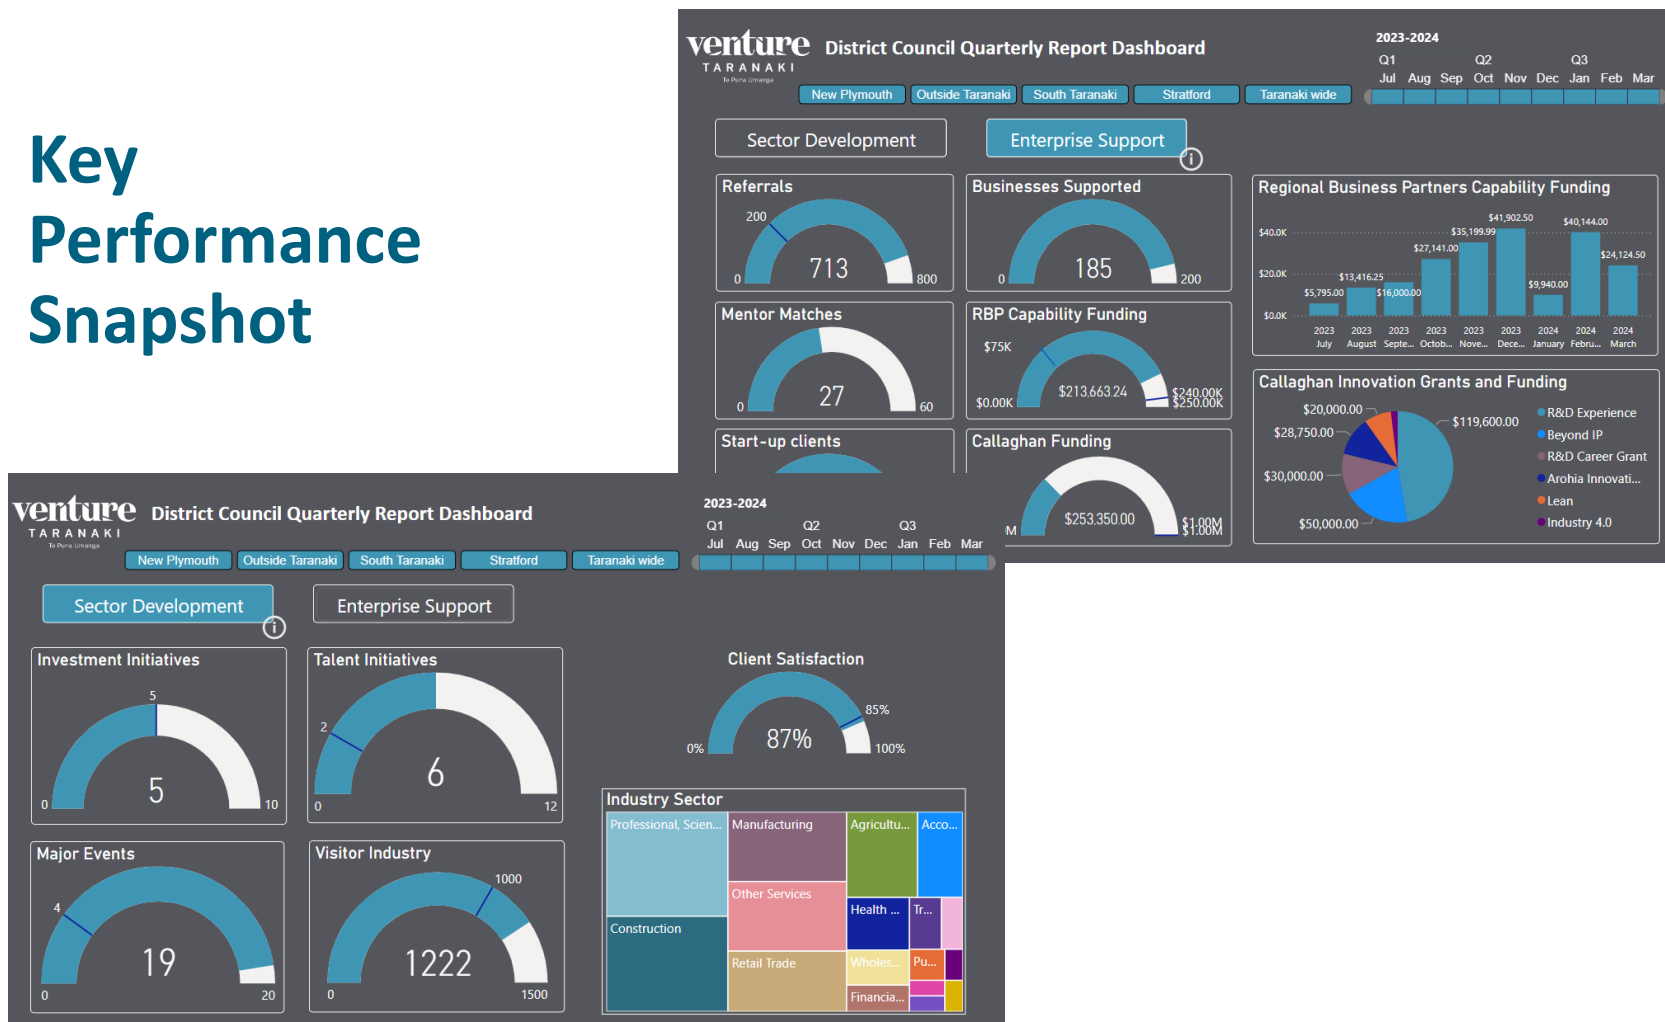 Key
Performance
Snapshot
venture
TARANAKI
Te Puna Umanga
District Council Quarterly Report Dashboard
2023-2024
Q1 Q2 Q3
Jul Aug Sep Oct Nov Dec Jan Feb Mar
New Plymouth Outside Taranaki South Taranaki Stratford Taranaki wide
Sector Development Enterprise Support
i
Referrals
200
713
0 800
Businesses Supported
185
0 200
Regional Business Partners Capability Funding
$40.0K
$20.0K
$0.0K
$5,795.00 $13,416.25 $16,000.00 $27,141.00 $35,199.99 $41,902.50 $9,940.00 $40,144.00 $24,124.50
2023 2023 2023 2023 2023 2023 2024 2024 2024
July August Septe... Octob... Nove... Dece... January Febru... March
Mentor Matches
27
0 60
RBP Capability Funding
$75K
$213,663.24
$0.00K
$240.00K
$250.00K
Callaghan Innovation Grants and Funding
$20,000.00
$28,750.00
$30,000.00
$50,000.00
$119,600.00
R&D Experience
Beyond IP
R&D Career Grant
Arohia Innovati...
Lean
Industry 4.0
Start-up clients
Callaghan Funding
$253,350.00
M
$1.00M
$1.00M
venture
TARANAKI
Te Puna Umanga
District Council Quarterly Report Dashboard
2023-2024
Q1 Q2 Q3
Jul Aug Sep Oct Nov Dec Jan Feb Mar
New Plymouth Outside Taranaki South Taranaki Stratford Taranaki wide
Sector Development Enterprise Support
i
Investment Initiatives
5
5
0 10
Talent Initiatives
2
6
0 12
Client Satisfaction
85%
87%
0% 100%
Major Events
4
19
0 20
Visitor Industry
1000
1222
0 1500
Industry Sector
Professional, Scien... Manufacturing Agricultu... Acco...
Other Services
Health ... Tr...
Construction
Retail Trade Wholes... Pu...
Financia...